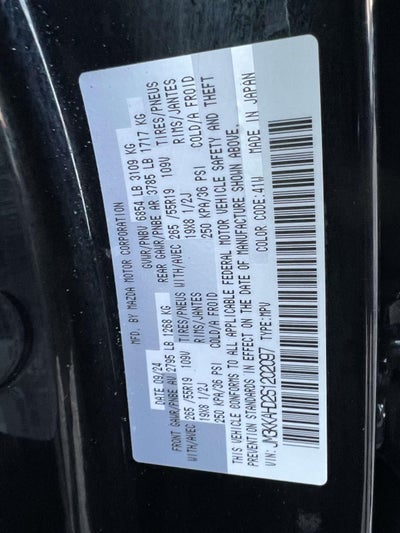 MFD. BY MAZDA MOTOR CORPORATION
DATE 09/24 GVWR/PNBV 6854 LB 3109 KG
FRONT GAWR/PNBE AV 2795 LB 1268 KG REAR GAWR/PNBE AR 3785 LB 1717 KG
WITH/AVEC 265/55R19 109V TIRES/PNEUS WITH/AVEC 265/55R19 109V TIRES/PNEUS
19X8 1/2J RIMS/JANTES 19X8 1/2J RIMS/JANTES
250 KPA/36 PSI COLD/A FROID 250 KPA/36 PSI COLD/A FROID
THIS VEHICLE CONFORMS TO ALL APPLICABLE FEDERAL MOTOR VEHICLE SAFETY AND THEFT
PREVENTION STANDARDS IN EFFECT ON THE DATE OF MANUFACTURE SHOWN ABOVE.
VIN: JM3KKAHD2S1202097 TYPE:MPV COLOR CODE:41W MADE IN JAPAN